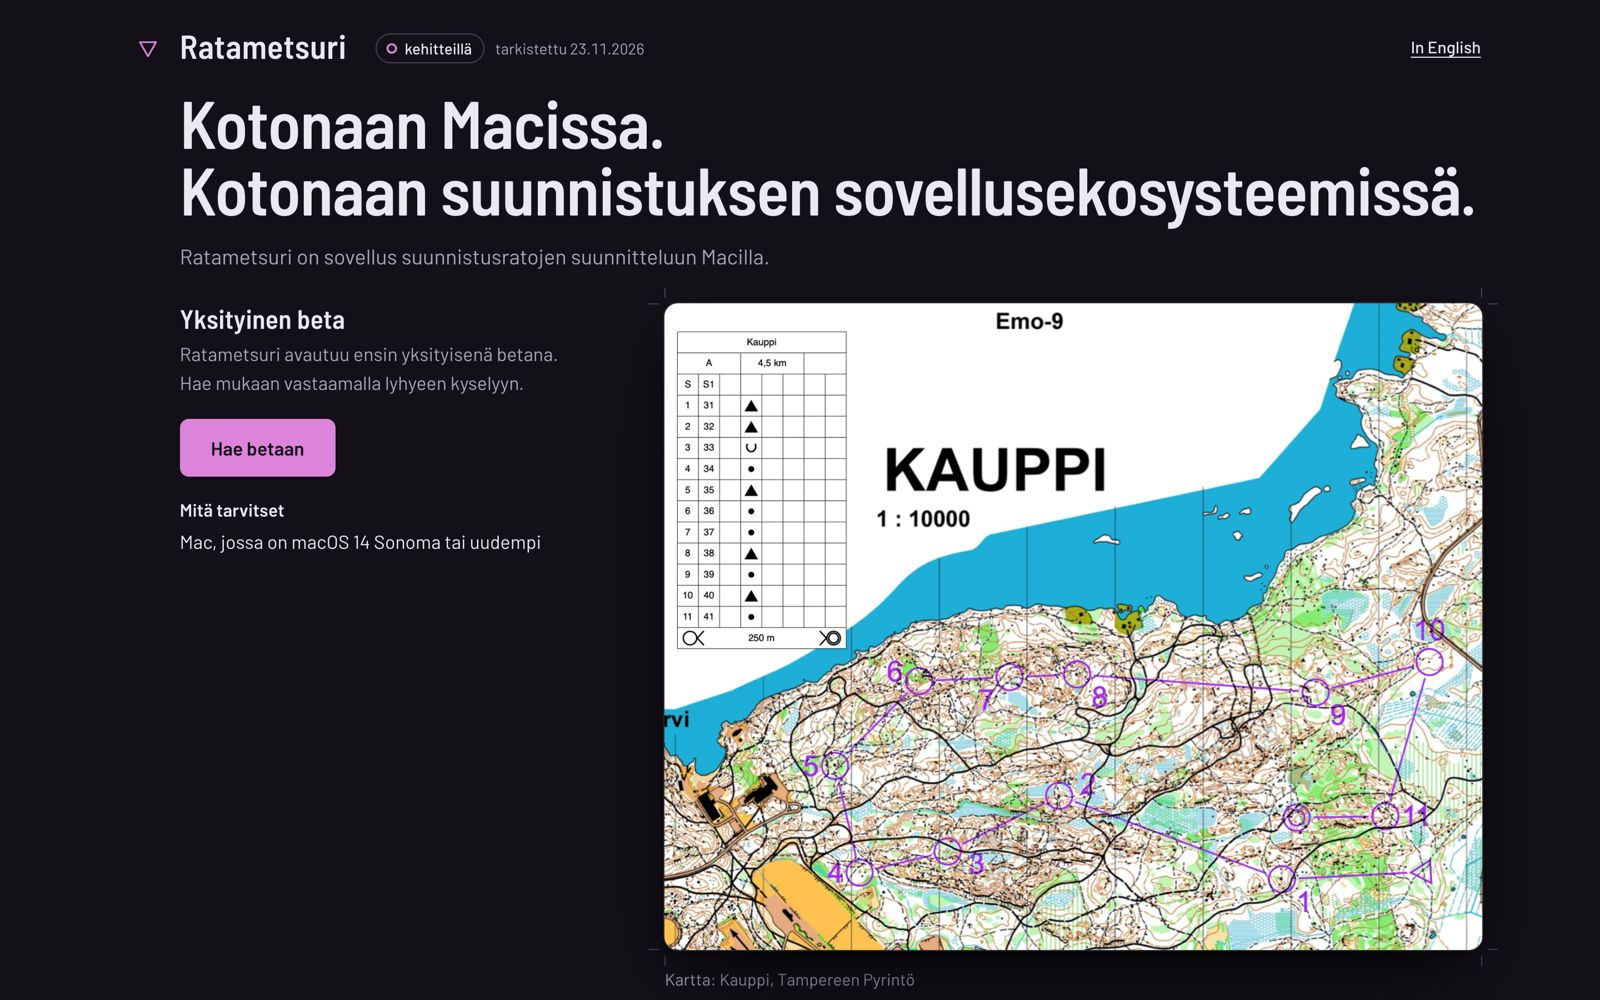 Ratametsuri
kehitteillä
tarkistettu 23.11.2026
In English
Kotonaan Macissa.
Kotonaan suunnistuksen sovellusekosysteemissä.
Ratametsuri on sovellus suunnistusratojen suunnitteluun Macilla.
Yksityinen beta
Ratametsuri avautuu ensin yksityisenä betana.
Hae mukaan vastaamalla lyhyeen kyselyyn.
Hae betaan
Mitä tarvitset
Mac, jossa on macOS 14 Sonoma tai uudempi
Emo-9
Kauppi
A 4,5 km
S S1
1 31
2 32
3 33
4 34
5 35
6 36
7 37
8 38
9 39
10 40
11 41
250 m
KAUPPI
1 : 10000
rvi
10
6
7
8
9
5
2
11
3
4
1
Kartta: Kauppi, Tampereen Pyrintö